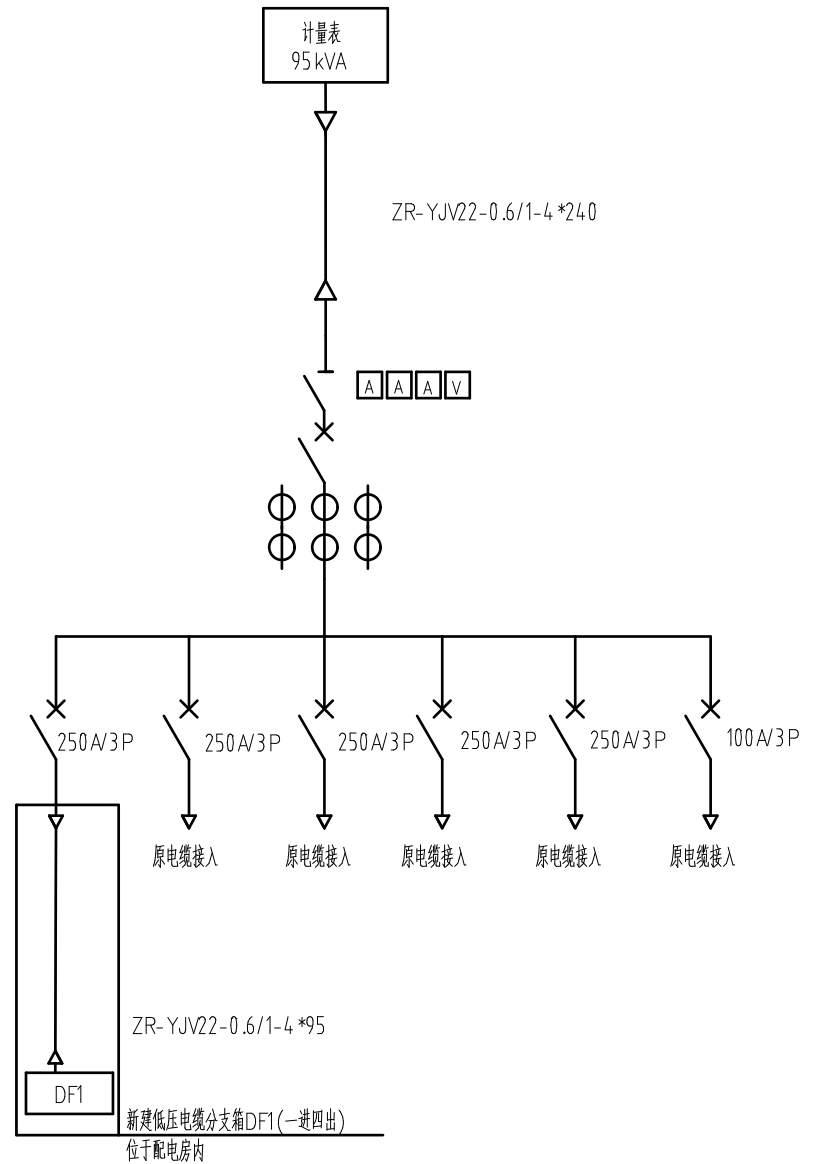 计量表
95kVA
ZR-YJV22-0.6/1-4*240
A A A V
250A/3P
250A/3P
250A/3P
250A/3P
250A/3P
100A/3P
原电缆接入
原电缆接入
原电缆接入
原电缆接入
原电缆接入
ZR-YJV22-0.6/1-4*95
DF1
新建低压电缆分支箱DF1(一进四出)
位于配电房内